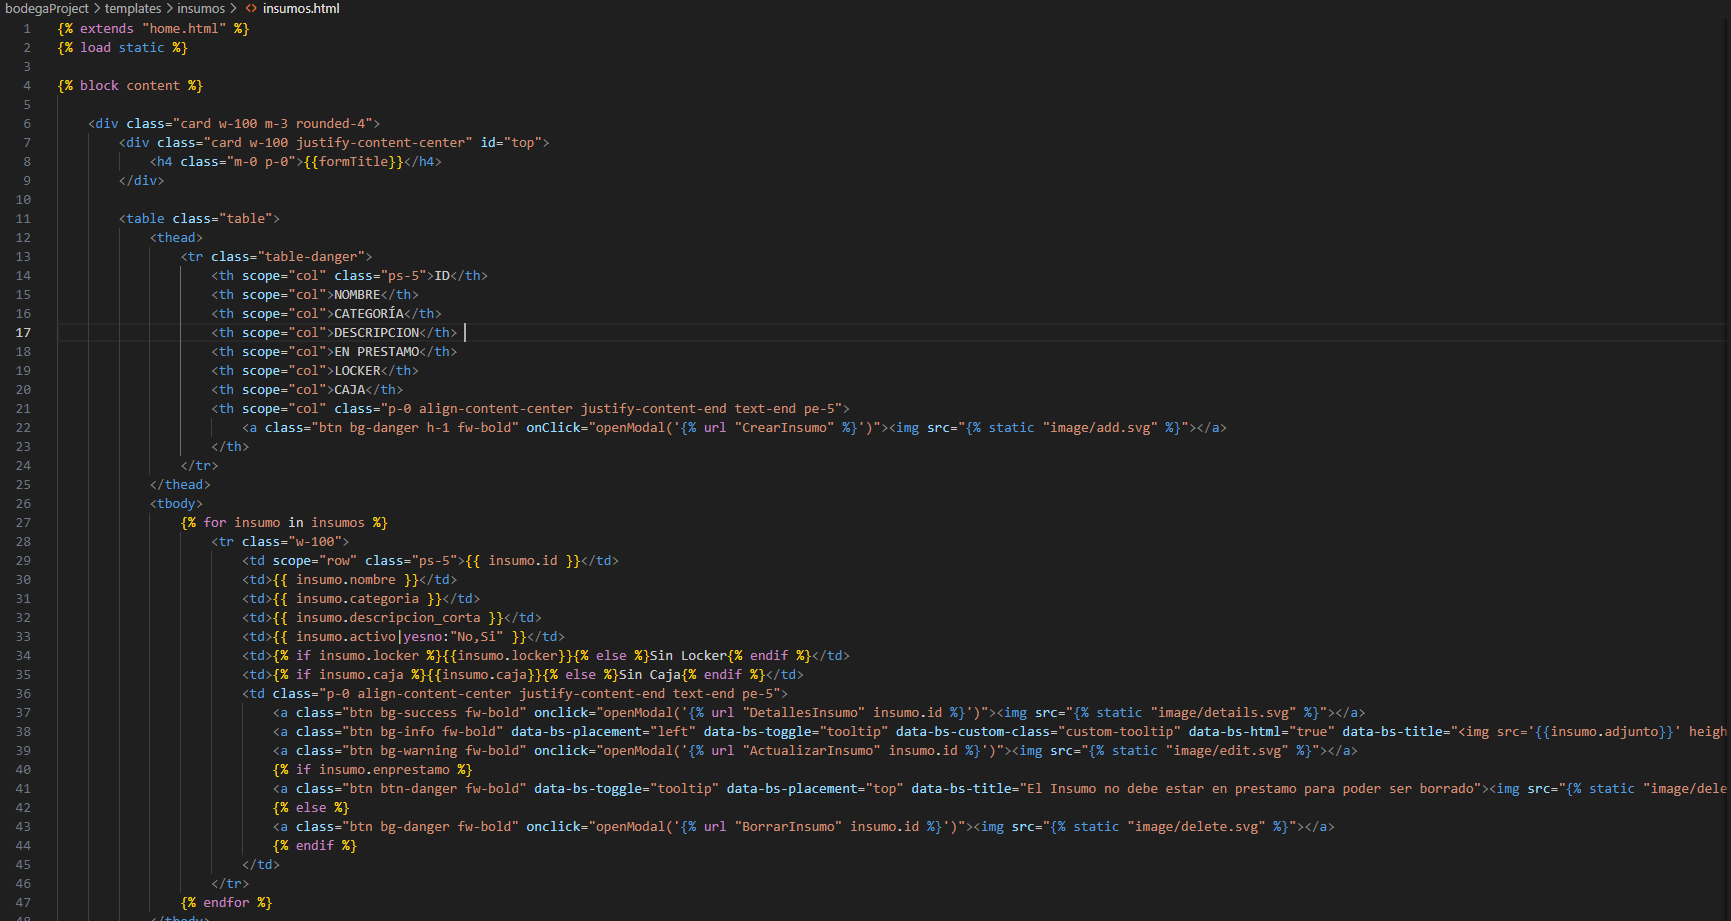 bodegaProject > templates > insumos > <> insumos.html
1 {% extends "home.html" %}
2 {% load static %}
3
4 {% block content %}
5
6 <div class="card w-100 m-3 rounded-4">
7 <div class="card w-100 justify-content-center" id="top">
8 <h4 class="m-0 p-0">{{formTitle}}</h4>
9 </div>
10
11 <table class="table">
12 <thead>
13 <tr class="table-danger">
14 <th scope="col" class="ps-5">ID</th>
15 <th scope="col">NOMBRE</th>
16 <th scope="col">CATEGORÍA</th>
17 <th scope="col">DESCRIPCION</th>
18 <th scope="col">EN PRESTAMO</th>
19 <th scope="col">LOCKER</th>
20 <th scope="col">CAJA</th>
21 <th scope="col" class="p-0 align-content-center justify-content-end text-end pe-5">
22 <a class="btn bg-danger h-1 fw-bold" onClick="openModal('{% url "CrearInsumo" %}')"><img src="{% static "image/add.svg" %}"></a>
23 </th>
24 </tr>
25 </thead>
26 <tbody>
27 {% for insumo in insumos %}
28 <tr class="w-100">
29 <td scope="row" class="ps-5">{{ insumo.id }}</td>
30 <td>{{ insumo.nombre }}</td>
31 <td>{{ insumo.categoria }}</td>
32 <td>{{ insumo.descripcion_corta }}</td>
33 <td>{{ insumo.activo|yesno:"No,Si" }}</td>
34 <td>{% if insumo.locker %}{{insumo.locker}}{% else %}Sin Locker{% endif %}</td>
35 <td>{% if insumo.caja %}{{insumo.caja}}{% else %}Sin Caja{% endif %}</td>
36 <td class="p-0 align-content-center justify-content-end text-end pe-5">
37 <a class="btn bg-success fw-bold" onclick="openModal('{% url "DetallesInsumo" insumo.id %}')"><img src="{% static "image/details.svg" %}"></a>
38 <a class="btn bg-info fw-bold" data-bs-placement="left" data-bs-toggle="tooltip" data-bs-custom-class="custom-tooltip" data-bs-html="true" data-bs-title="<img src='{{insumo.adjunto}}' heigh
39 <a class="btn bg-warning fw-bold" onclick="openModal('{% url "ActualizarInsumo" insumo.id %}')"><img src="{% static "image/edit.svg" %}"></a>
40 {% if insumo.enprestamo %}
41 <a class="btn btn-danger fw-bold" data-bs-toggle="tooltip" data-bs-placement="top" data-bs-title="El Insumo no debe estar en prestamo para poder ser borrado"><img src="{% static "image/dele
42 {% else %}
43 <a class="btn bg-danger fw-bold" onclick="openModal('{% url "BorrarInsumo" insumo.id %}')"><img src="{% static "image/delete.svg" %}"></a>
44 {% endif %}
45 </td>
46 </tr>
47 {% endfor %}
48 </tbody>